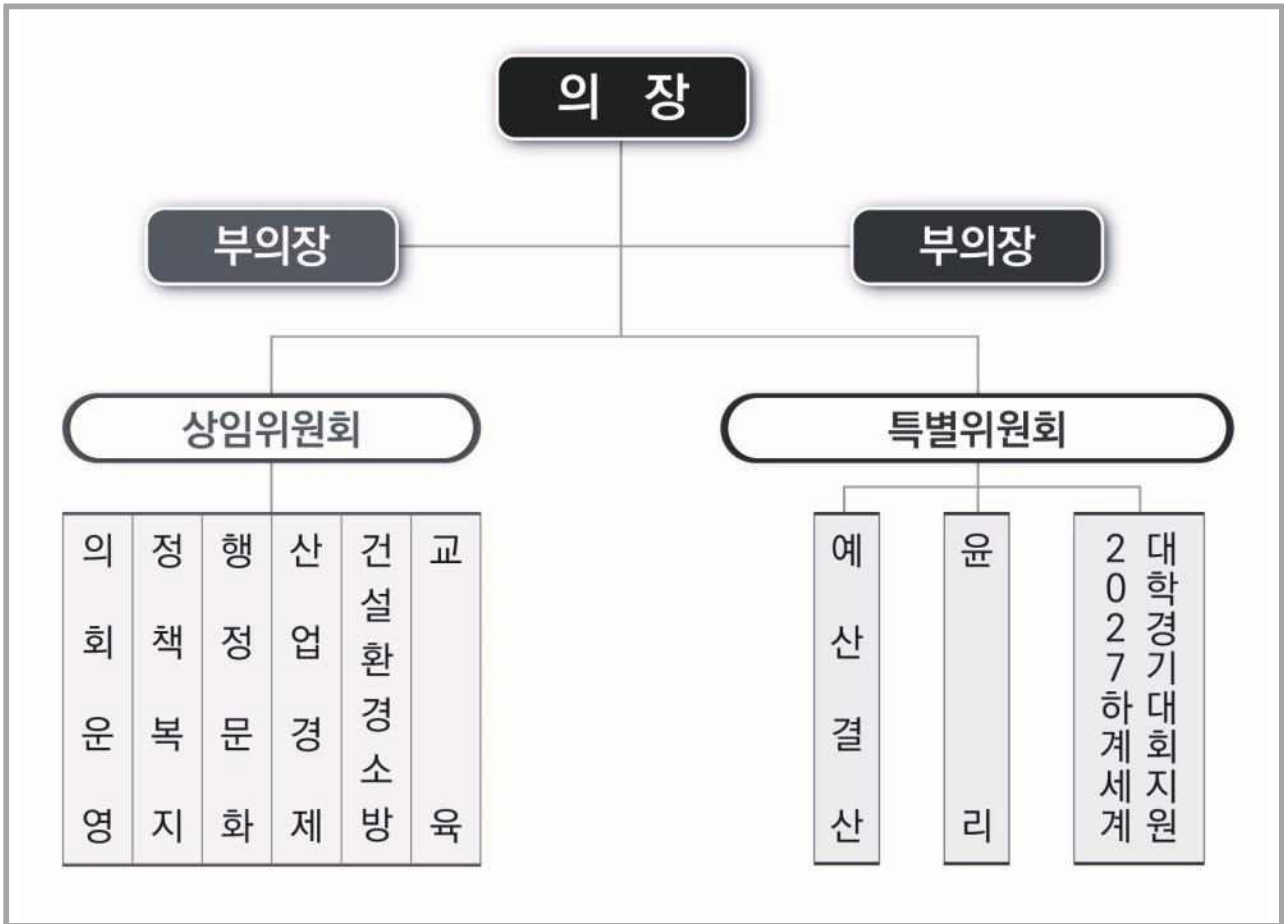 의 장
부의장
부의장
상임위원회
특별위원회
의회운영
정책복지
행정문화
산업경제
건설환경소방
교육
예산결산
윤리
2027하계세계
대학경기대회지원